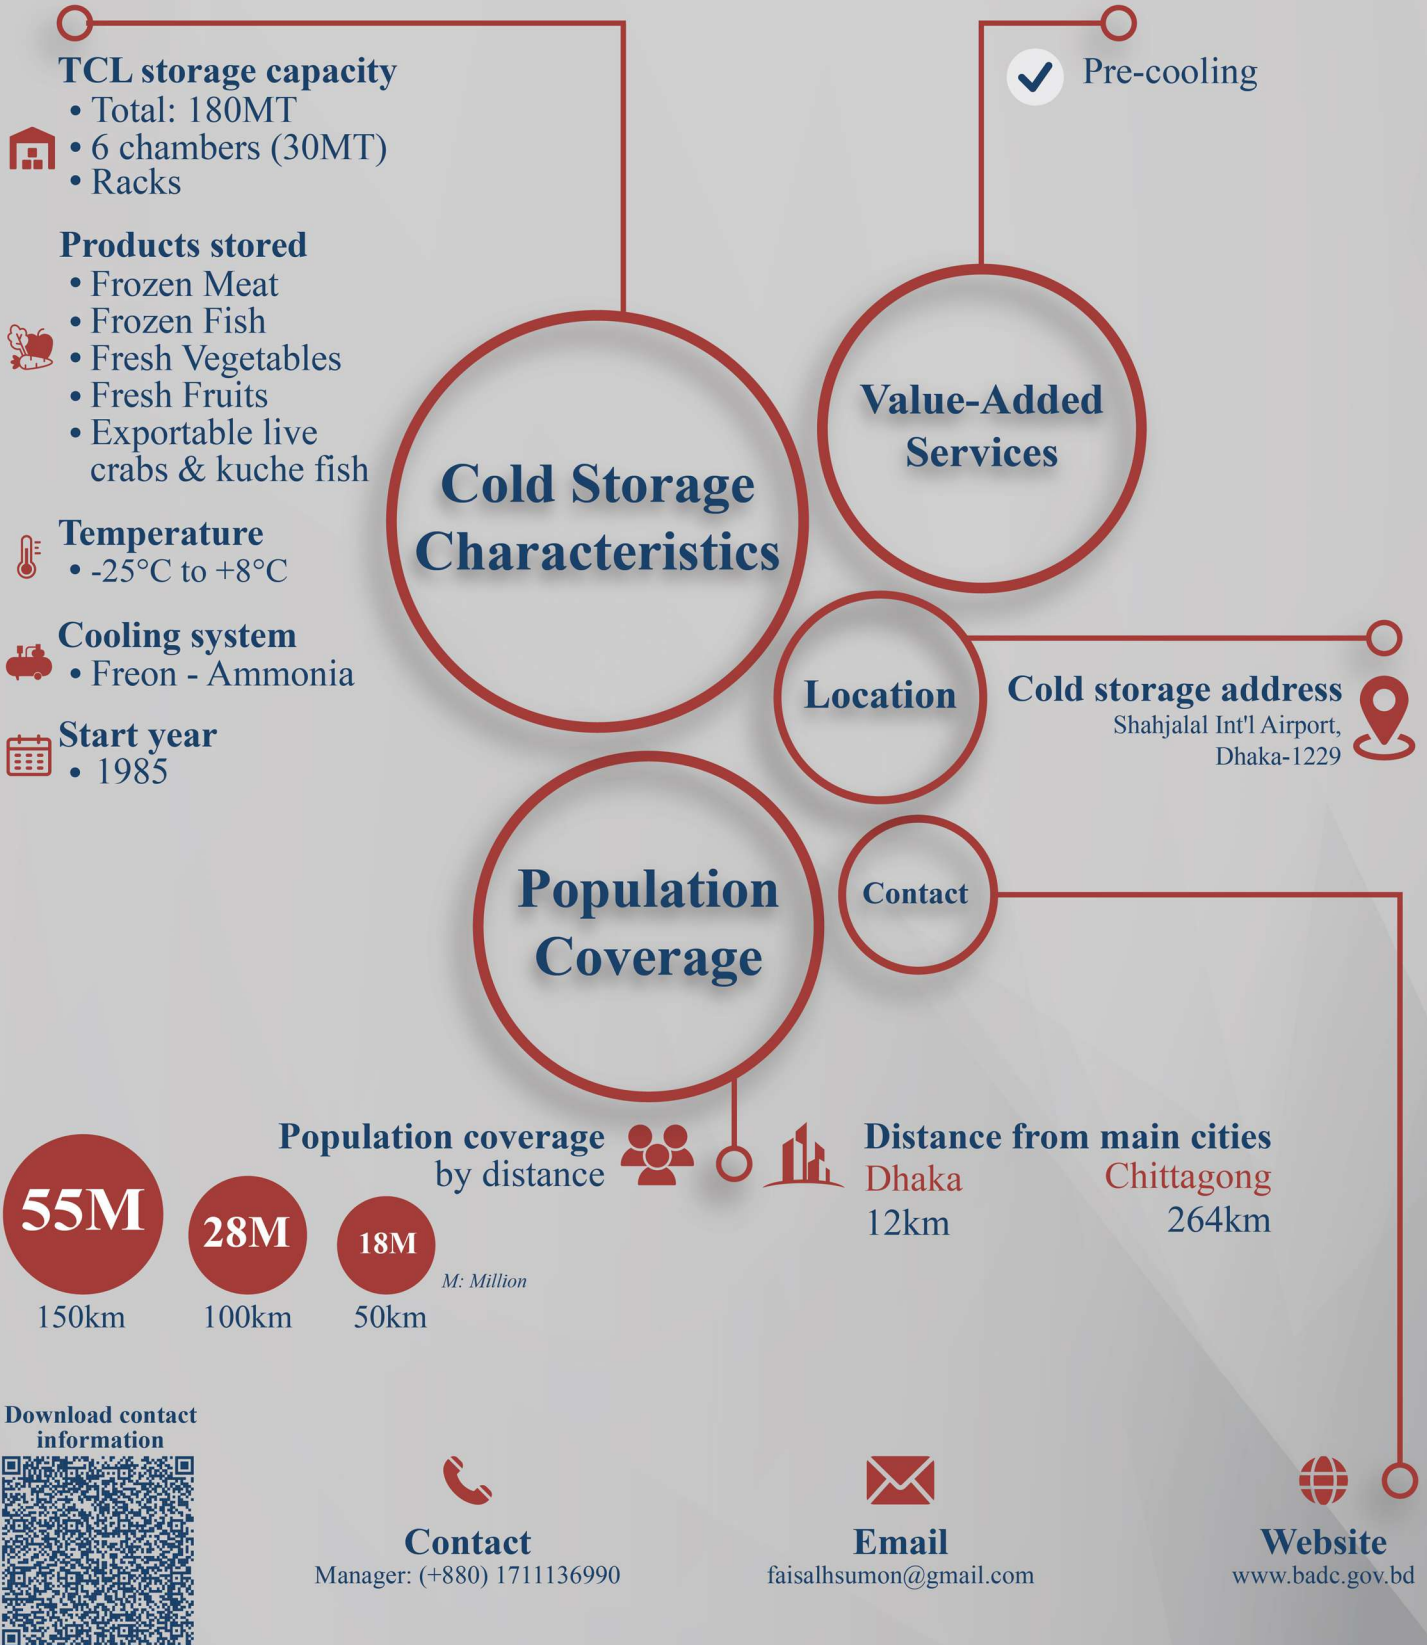 TCL storage capacity
• Total: 180MT
• 6 chambers (30MT)
• Racks
Products stored
• Frozen Meat
• Frozen Fish
• Fresh Vegetables
• Fresh Fruits
• Exportable live
crabs & kuche fish
Temperature
• -25°C to +8°C
Cooling system
• Freon - Ammonia
Start year
• 1985
Cold Storage
Characteristics
Pre-cooling
Value-Added
Services
Location
Cold storage address
Shahjalal Int'l Airport,
Dhaka-1229
Population
Coverage
Contact
Population coverage
by distance
55M
28M
18M
M: Million
150km
100km
50km
Distance from main cities
Dhaka
Chittagong
12km
264km
Download contact
information
Contact
Manager: (+880) 1711136990
Email
faisalhsumon@gmail.com
Website
www.badc.gov.bd